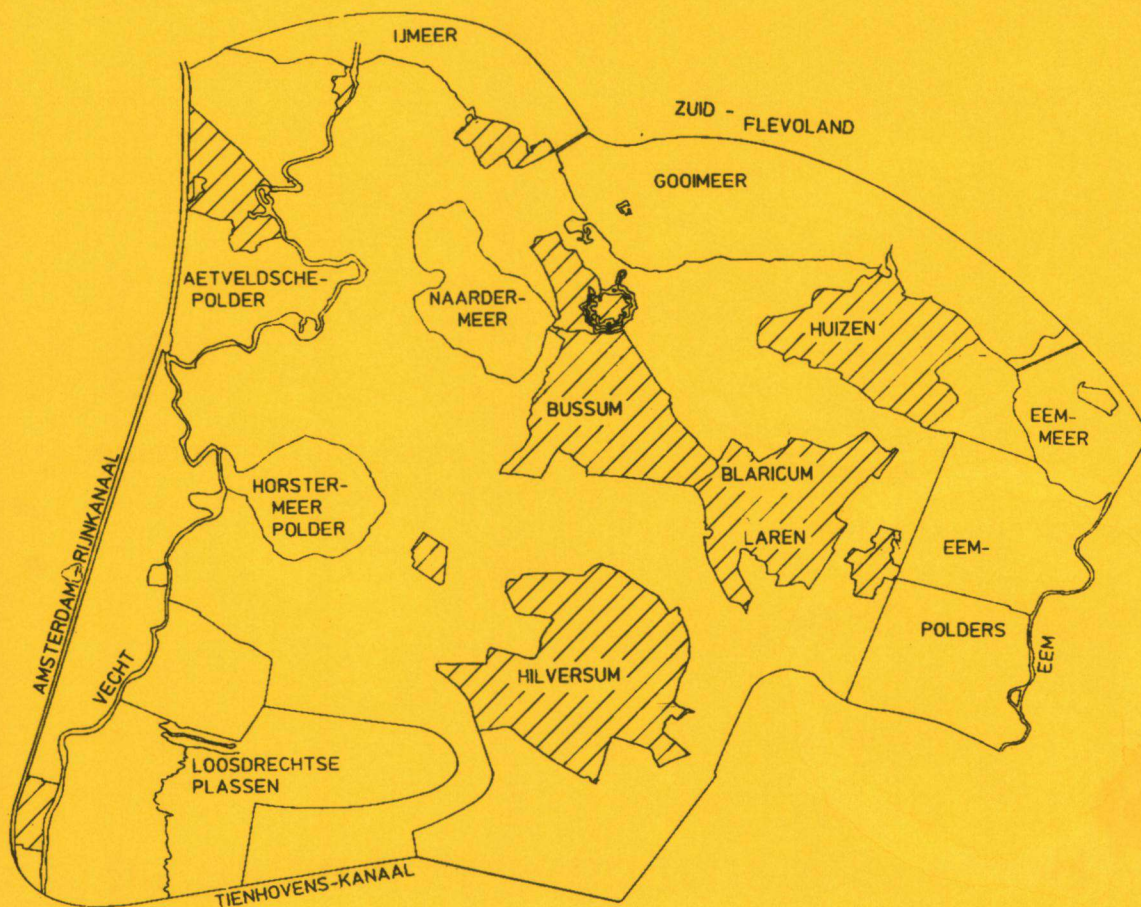 IJMEER
ZUID -
FLEVOLAND
GOOIMEER
AETVELDSCHE-
POLDER
NAARDER-
MEER
HUIZEN
BUSSUM
EEM-
MEER
BLARICUM
HORSTER-
MEER
POLDER
LAREN
EEM-
AMSTERDAM-RIJNKANAAL
POLDERS
EEM
VECHT
HILVERSUM
LOOSDRECHTSE
PLASSEN
TIENHOVENS-KANAAL